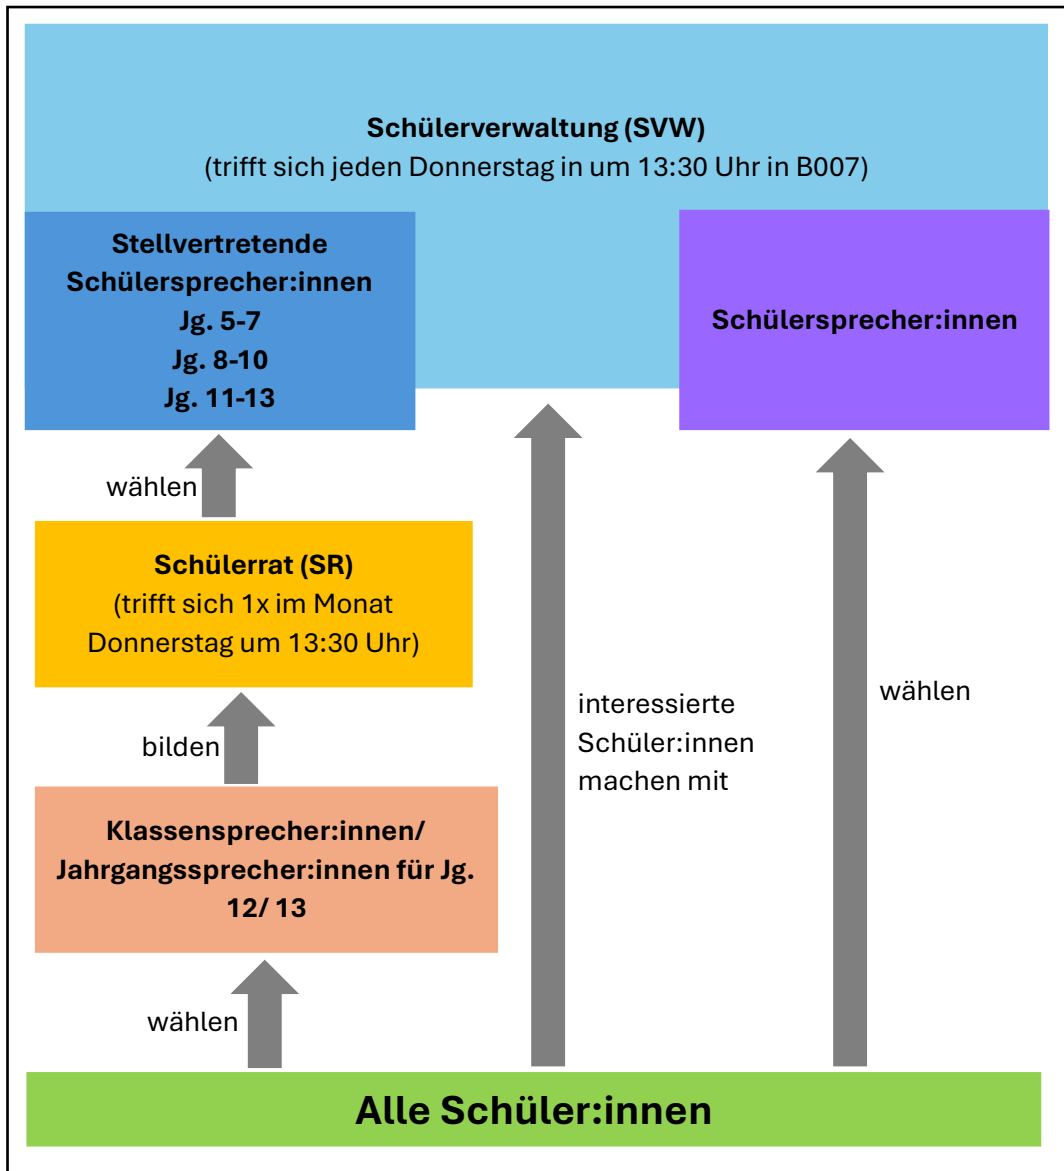 Schülerverwaltung (SVW)
(trifft sich jeden Donnerstag in um 13:30 Uhr in B007)
Stellvertretende
Schülersprecher:innen
Jg. 5-7
Jg. 8-10
Jg. 11-13
Schülersprecher:innen
wählen
Schülerrat (SR)
(trifft sich 1x im Monat
Donnerstag um 13:30 Uhr)
bilden
interessierte
Schüler:innen
machen mit
wählen
Klassensprecher:innen/
Jahrgangssprecher:innen für Jg.
12/ 13
wählen
Alle Schüler:innen